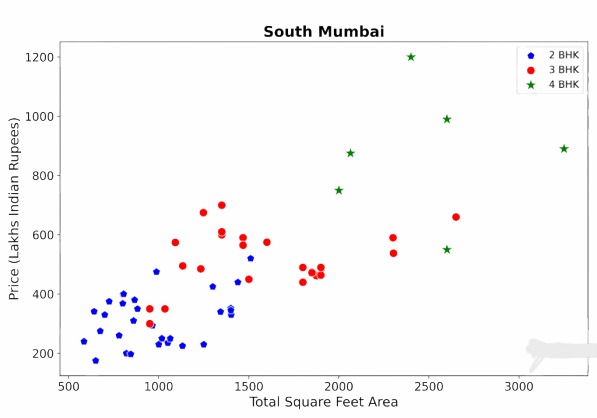 South Mumbai
1200
1000
800
600
400
200
Price (Lakhs Indian Rupees)
2 BHK
3 BHK
4 BHK
500 1000 1500 2000 2500 3000
Total Square Feet Area